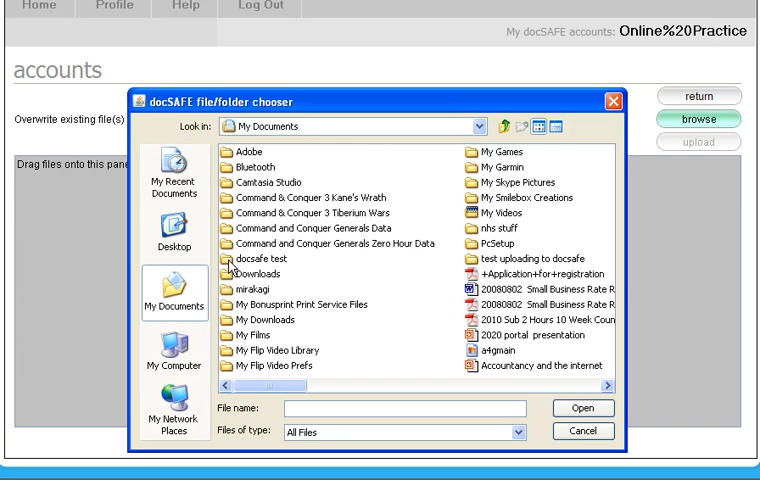 Home Profile Help Log Out
My docSAFE accounts: Online%20Practice
accounts
return
Overwrite existing file(s)
browse
upload
Drag files onto this pane
docSAFE file/folder chooser
Look in: My Documents
My Recent
Documents
Desktop
My Documents
My Computer
My Network
Places
Adobe
Bluetooth
Camtasia Studio
Command & Conquer 3 Kane's Wrath
Command & Conquer 3 Tiberium Wars
Command and Conquer Generals Data
Command and Conquer Generals Zero Hour Data
docsafe test
Downloads
mirakagi
My Bonusprint Print Service Files
My Downloads
My Films
My Flip Video Library
My Flip Video Prefs
My Games
My Garmin
My Skype Pictures
My Smilebox Creations
My Videos
nhs stuff
PcSetup
test uploading to docsafe
+Application+for+registration
20080802 Small Business Rate R
20080802 Small Business Rate R
2010 Sub 2 Hours 10 Week Coun
2020 portal presentation
a4gmain
Accountancy and the internet
File name:
Open
Files of type: All Files
Cancel